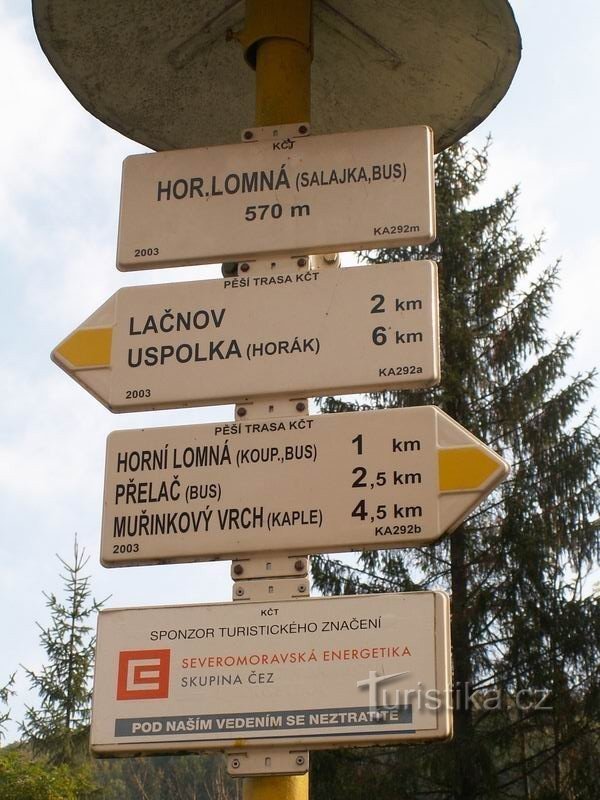 KČT
HOR.LOMNÁ (SALAJKA,BUS)
570 m
2003 KA292m
PĚŠÍ TRASA KČT
LAČNOV 2 km
USPOLKA (HORÁK) 6 km
2003 KA292a
PĚŠÍ TRASA KČT
HORNÍ LOMNÁ (KOUP.,BUS) 1 km
PŘELAČ (BUS) 2,5 km
MUŘINKOVÝ VRCH (KAPLE) 4,5 km
2003 KA292b
KČT
SPONZOR TURISTICKÉHO ZNAČENÍ
SEVEROMORAVSKÁ ENERGETIKA
SKUPINA ČEZ
POD NAŠÍM VEDENÍM SE NEZTRATÍTE
Turistika.cz